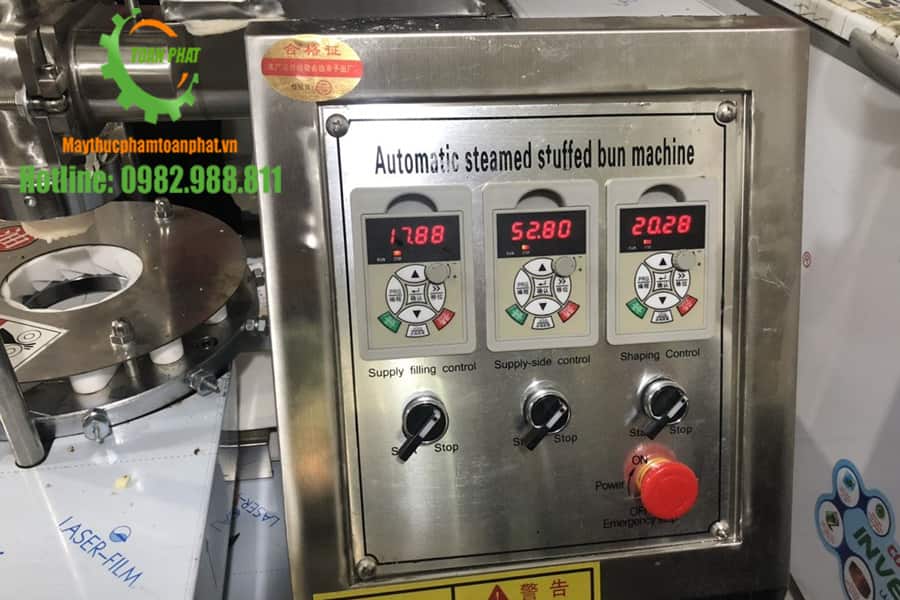 TOAN PHAT
Maythucphamtoanphat.vn
Hotline: 0982.988.811
合格证
Automatic steamed stuffed bun machine
17.88
52.80
20.28
Supply filling control
Supply-side control
Shaping Control
Stop
Stop
Stop
ON
Power
Emergency
LASER-FILM
LASER-FILM
警告